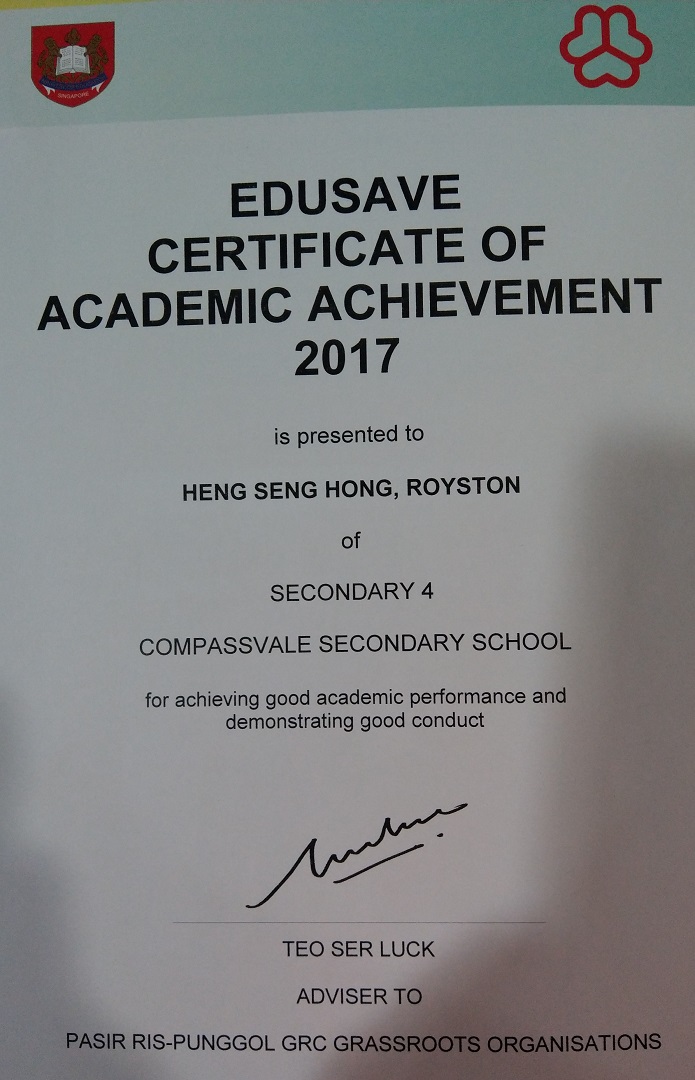 SINGAPORE
EDUSAVE
CERTIFICATE OF
ACADEMIC ACHIEVEMENT
2017
is presented to
HENG SENG HONG, ROYSTON
of
SECONDARY 4
COMPASSVALE SECONDARY SCHOOL
for achieving good academic performance and
demonstrating good conduct
TEO SER LUCK
ADVISER TO
PASIR RIS-PUNGGOL GRC GRASSROOTS ORGANISATIONS